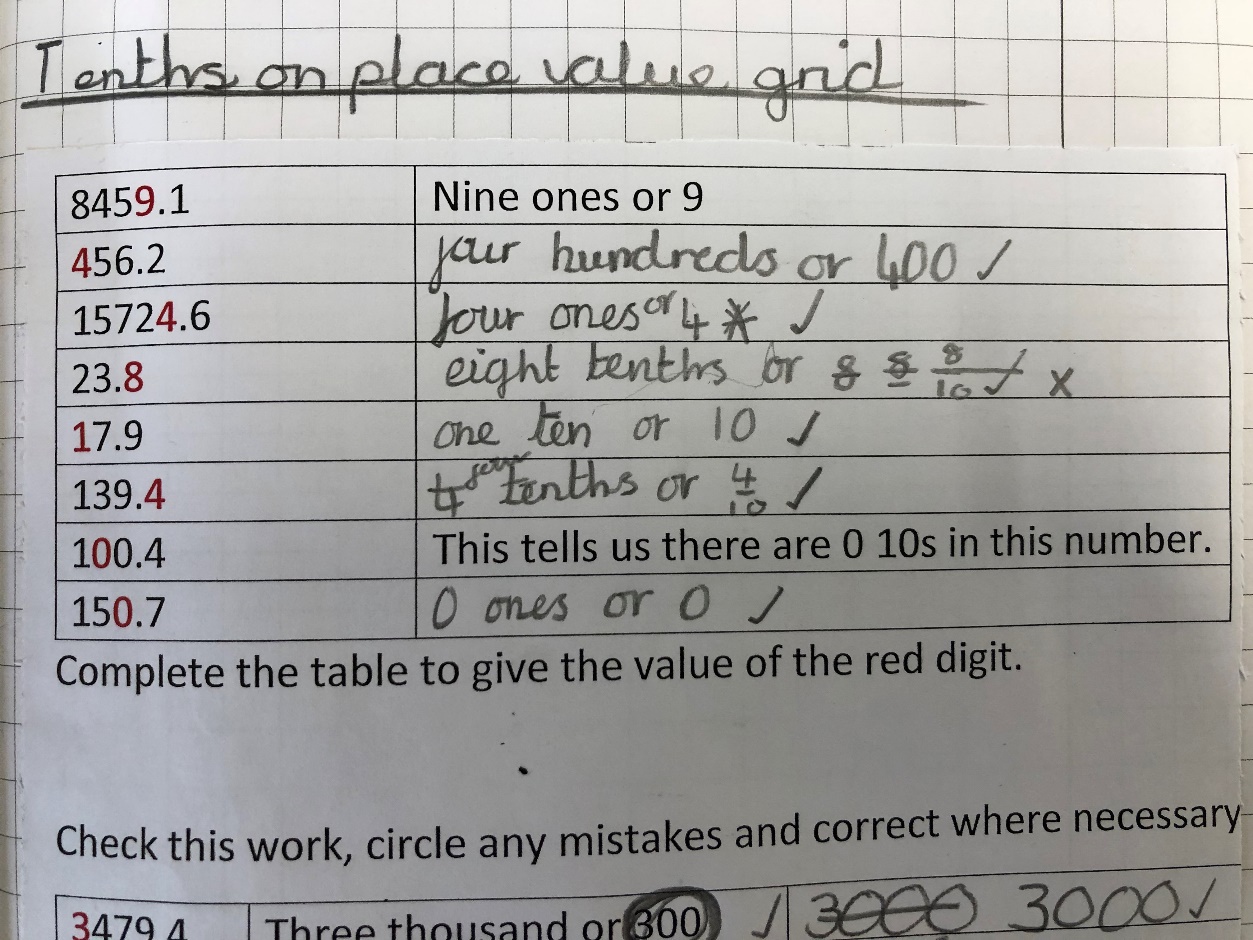 Tenths on place value grid
8459.1 Nine ones or 9
456.2 four hundreds or 400 ✓
15724.6 four ones or 4 ✓
23.8 eight tenths or 8 8 8/10 ✓ x
17.9 one ten or 10 ✓
139.4 4 four tenths or 4/10 ✓
100.4 This tells us there are 0 10s in this number.
150.7 0 ones or 0 ✓
Complete the table to give the value of the red digit.
Check this work, circle any mistakes and correct where necessary
3479.4 Three thousand or 300 ✓ 3000 3000 ✓